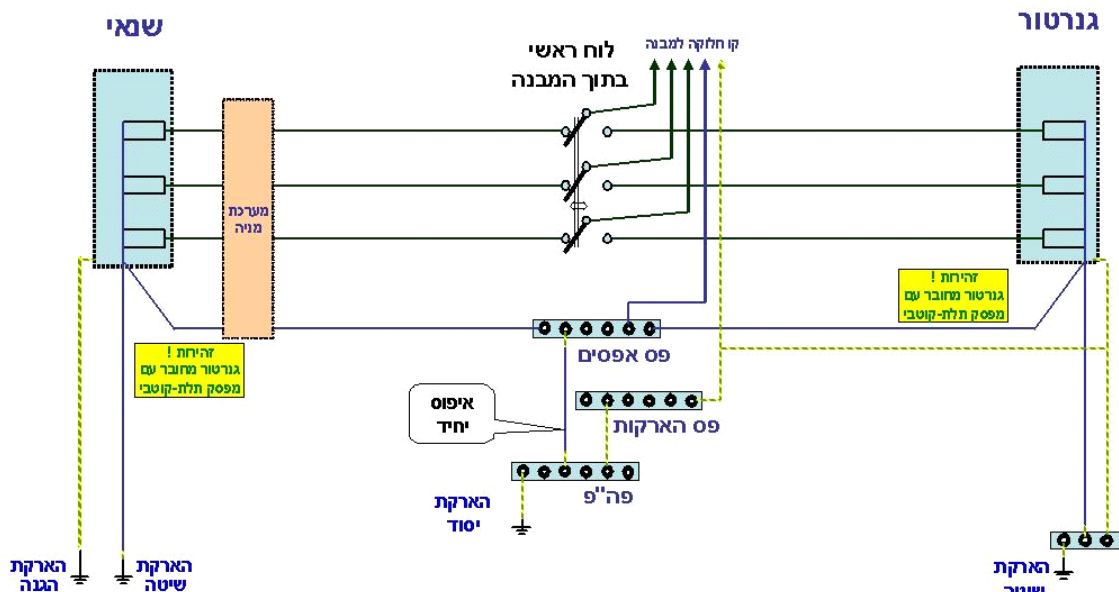 גנרטור
שנאי
קו חלוקה למבנה
לוח ראשי
בתוך המבנה
מערכת
מניה
זהירות !
גנרטור מחובר עם
מפסק תלת-קוטבי
זהירות !
גנרטור מחובר עם
מפסק תלת-קוטבי
פס אפסים
איפוס
יחיד
פס הארקות
פה"פ
הארקת
יסוד
הארקת
שיטה
הארקת
שיטה
הארקת
הגנה